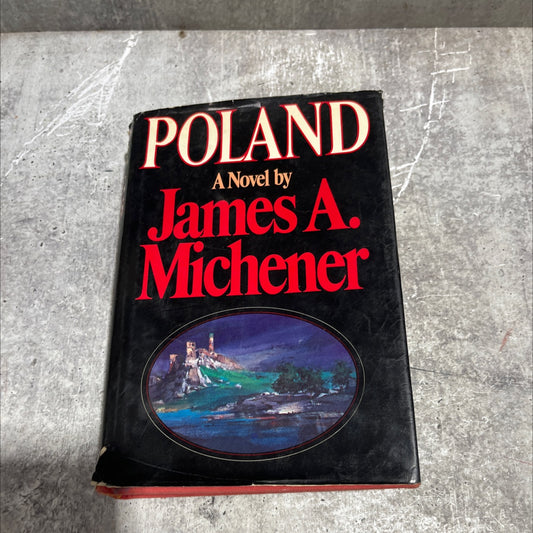 POLAND
A Novel by
James A.
Michener